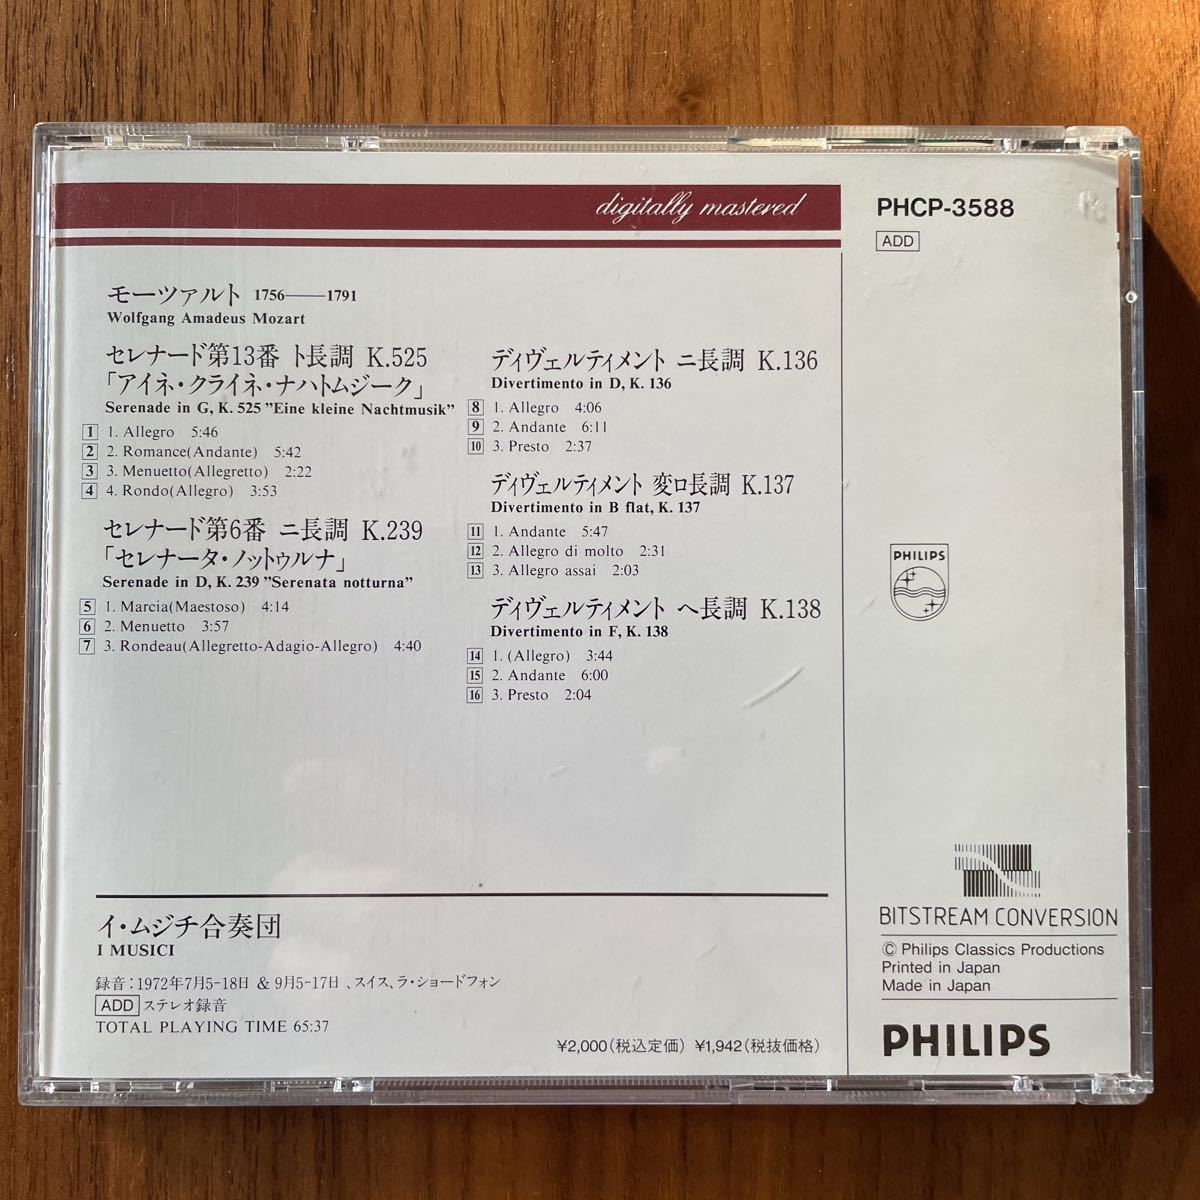 digitally mastered
PHCP-3588
ADD
モーツァルト 1756——1791
Wolfgang Amadeus Mozart
セレナード第13番 ト長調 K.525
「アイネ・クライネ・ナハトムジーク」
Serenade in G, K. 525 "Eine kleine Nachtmusik"
1 1. Allegro 5:46
2 2. Romance(Andante) 5:42
3 3. Menuetto(Allegretto) 2:22
4 4. Rondo(Allegro) 3:53
セレナード第6番 ニ長調 K.239
「セレナータ・ノットゥルナ」
Serenade in D, K. 239 "Serenata notturna"
5 1. Marcia(Maestoso) 4:14
6 2. Menuetto 3:57
7 3. Rondeau(Allegretto-Adagio-Allegro) 4:40
ディヴェルティメント ニ長調 K.136
Divertimento in D, K. 136
8 1. Allegro 4:06
9 2. Andante 6:11
10 3. Presto 2:37
ディヴェルティメント 変ロ長調 K.137
Divertimento in B flat, K. 137
11 1. Andante 5:47
12 2. Allegro di molto 2:31
13 3. Allegro assai 2:03
ディヴェルティメント ヘ長調 K.138
Divertimento in F, K. 138
14 1. (Allegro) 3:44
15 2. Andante 6:00
16 3. Presto 2:04
イ・ムジチ合奏団
I MUSICI
録音:1972年7月5-18日 & 9月5-17日、スイス、ラ・ショードフォン
ADD ステレオ録音
TOTAL PLAYING TIME 65:37
¥2,000(税込定価) ¥1,942(税抜価格)
PHILIPS
BITSTREAM CONVERSION
© Philips Classics Productions
Printed in Japan
Made in Japan
PHILIPS